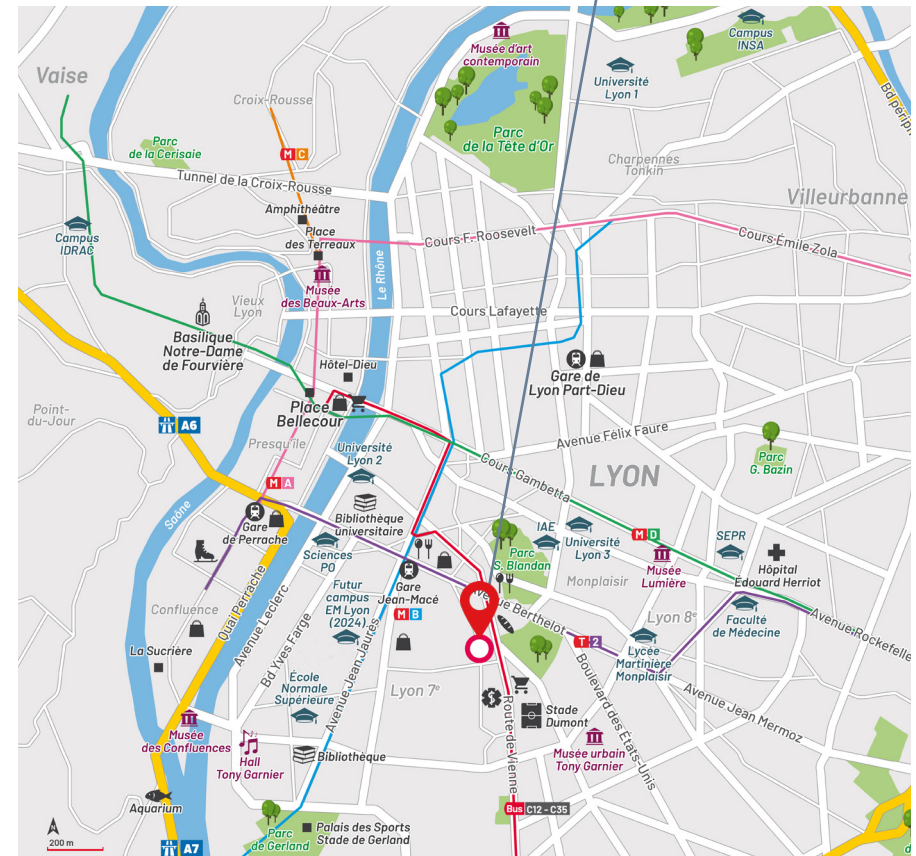 Campus
INSA
Musée d'art
contemporain
Université
Lyon 1
Vaise
Croix-Rousse
Parc
de la Tête d'Or
Bd périp
Parc
de la Cerisaie
M C
Charpennes
Tonkin
Tunnel de la Croix-Rousse
Villeurbanne
Amphithéâtre
Place
des Terreaux
Campus
IDRAC
Cours F. Roosevelt
Cours Émile Zola
Le Rhône
Musée
des Beaux-Arts
Vieux
Lyon
Cours Lafayette
Basilique
Notre-Dame
de Fourvière
Hôtel-Dieu
Gare de
Lyon Part-Dieu
Place
Bellecour
Point-
du-Jour
A6
Presqu'île
Université
Lyon 2
Avenue Félix Faure
Parc
G. Bazin
Cours Gambetta
LYON
M A
Saône
Gare
de Perrache
Bibliothèque
universitaire
IAE
Université
Lyon 3
M D
SEPR
Sciences
PO
Parc
S. Blandan
Musée
Lumière
Hôpital
Édouard Herriot
Monplaisir
Futur
campus
EM Lyon
(2024)
Gare
Jean-Macé
M B
Avenue Berthelot
Confluence
Quai Perrache
Avenue Leclerc
Bd. Yves Farge
Avenue Jean Jaurès
Lyon 8e
Faculté
de Médecine
Avenue Rockefelle
T 2
Lycée
Martinière
Monplaisir
La Sucrière
École
Normale
Supérieure
Lyon 7e
Boulevard des États-Unis
Avenue Jean Mermoz
Route de Vienne
Stade
Dumont
Musée
des Confluences
Hall
Tony Garnier
Bibliothèque
Musée urbain
Tony Garnier
Aquarium
Bus C12 - C35
Parc
de Gerland
Palais des Sports
Stade de Gerland
N
200 m
A7
d